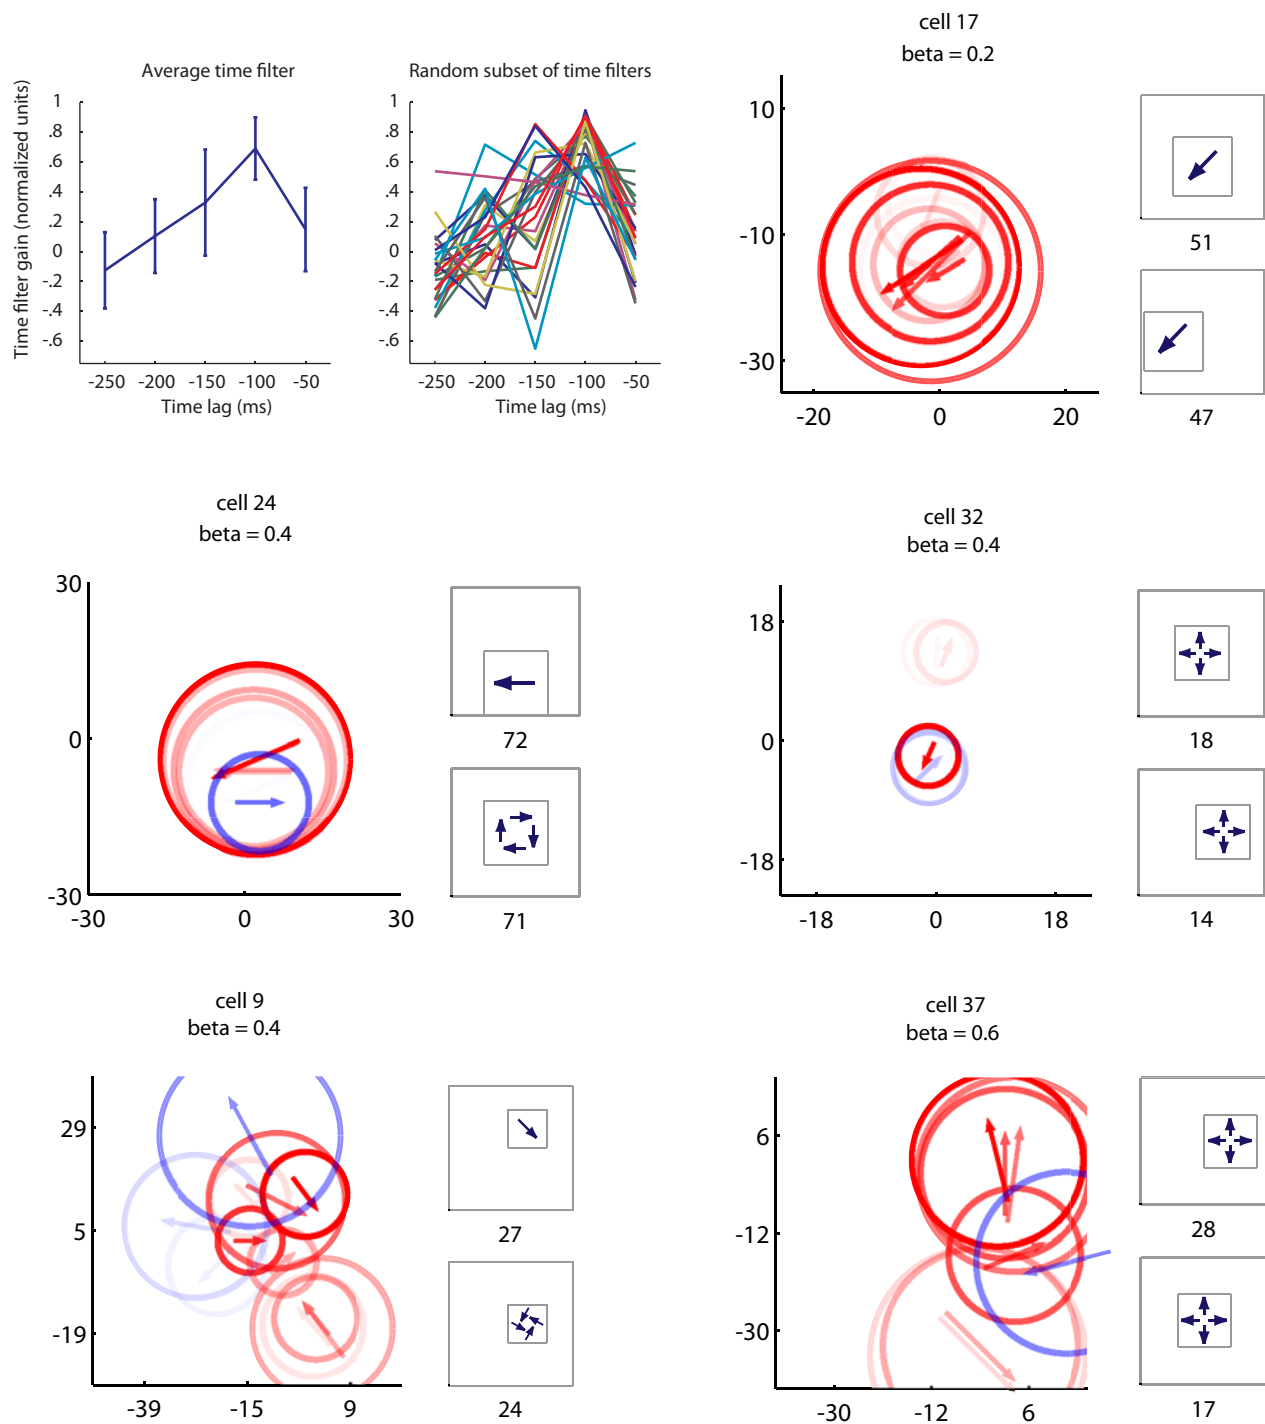 cell 17
beta = 0.2
Average time filter
Random subset of time filters
Time filter gain (normalized units)
1
.8
.6
.4
.2
0
-.2
-.4
-.6
-250 -200 -150 -100 -50
Time lag (ms)
1
.8
.6
.4
.2
0
-.2
-.4
-.6
-250 -200 -150 -100 -50
Time lag (ms)
10
-10
-30
-20 0 20
51
47
cell 24
beta = 0.4
30
0
-30
-30 0 30
72
71
cell 32
beta = 0.4
18
0
-18
-18 0 18
18
14
cell 9
beta = 0.4
29
5
-19
-39 -15 9
27
24
cell 37
beta = 0.6
6
-12
-30
-30 -12 6
28
17